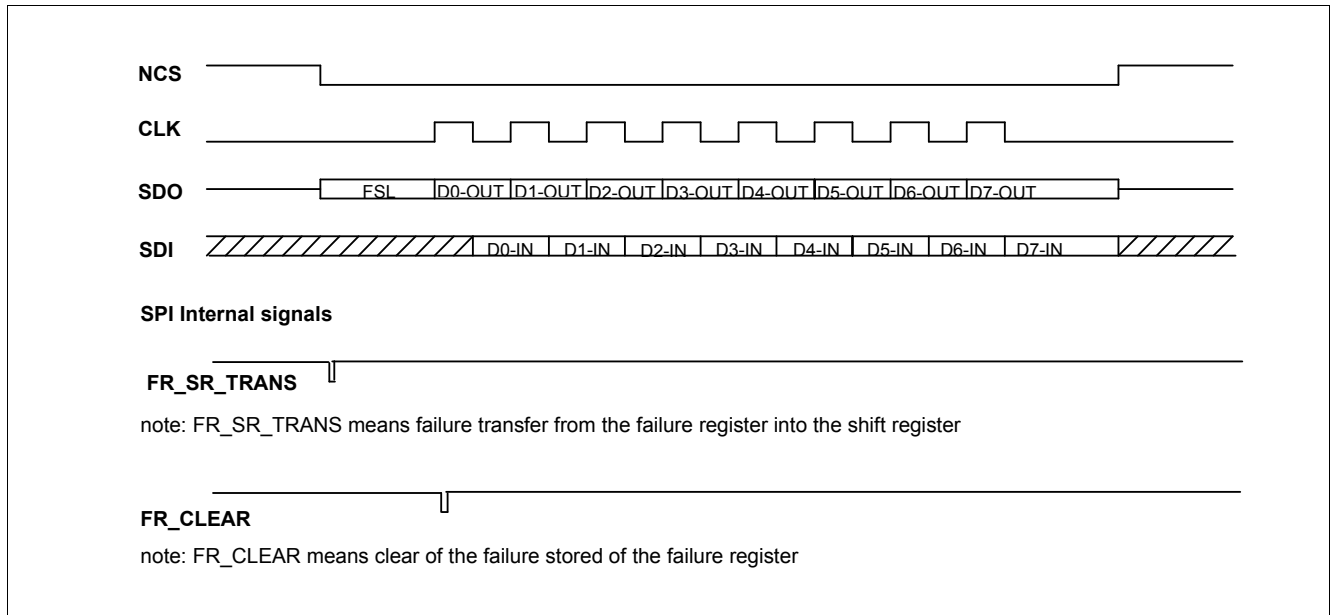 NCS
CLK
SDO FSL D0-OUT D1-OUT D2-OUT D3-OUT D4-OUT D5-OUT D6-OUT D7-OUT
SDI D0-IN D1-IN D2-IN D3-IN D4-IN D5-IN D6-IN D7-IN
SPI Internal signals
FR_SR_TRANS
note: FR_SR_TRANS means failure transfer from the failure register into the shift register
FR_CLEAR
note: FR_CLEAR means clear of the failure stored of the failure register